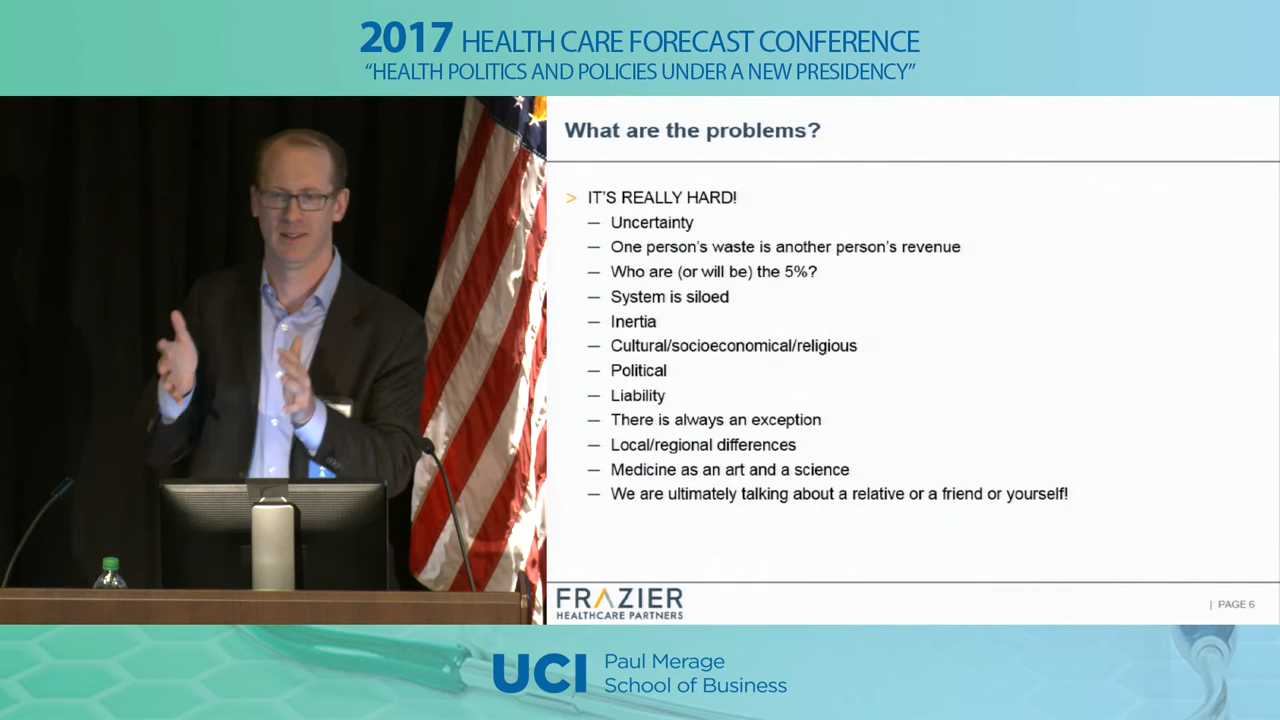 2017 HEALTH CARE FORECAST CONFERENCE
“HEALTH POLITICS AND POLICIES UNDER A NEW PRESIDENCY”
What are the problems?
> IT'S REALLY HARD!
— Uncertainty
— One person's waste is another person's revenue
— Who are (or will be) the 5%?
— System is siloed
— Inertia
— Cultural/socioeconomical/religious
— Political
— Liability
— There is always an exception
— Local/regional differences
— Medicine as an art and a science
— We are ultimately talking about a relative or a friend or yourself!
FRAZIER
HEALTHCARE PARTNERS
| PAGE 6
UCI Paul Merage
School of Business